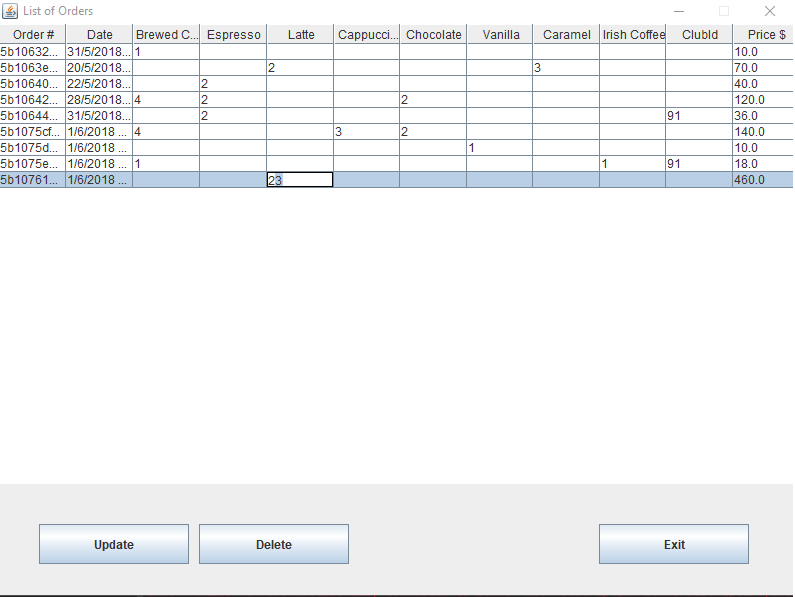 List of Orders
Order # Date Brewed C... Espresso Latte Cappucci... Chocolate Vanilla Caramel Irish Coffee ClubId Price $
5b10632... 31/5/2018... 1 10.0
5b1063e... 20/5/2018... 2 3 70.0
5b10640... 22/5/2018... 2 40.0
5b10642... 28/5/2018... 4 2 2 120.0
5b10644... 31/5/2018... 2 91 36.0
5b1075cf... 1/6/2018 ... 4 3 2 140.0
5b1075d... 1/6/2018 ... 1 10.0
5b1075e... 1/6/2018 ... 1 1 91 18.0
5b10761... 1/6/2018 ... 23 460.0
Update Delete Exit